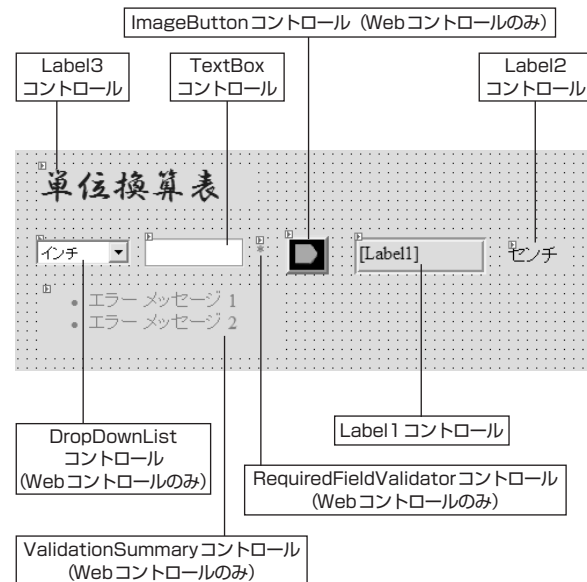 ImageButtonコントロール（Webコントロールのみ）
Label3
コントロール
TextBox
コントロール
Label2
コントロール
単位換算表
インチ
*
[Label1]
センチ
• エラー メッセージ 1
• エラー メッセージ 2
DropDownList
コントロール
（Webコントロールのみ）
Label1コントロール
RequiredFieldValidatorコントロール
（Webコントロールのみ）
ValidationSummaryコントロール
（Webコントロールのみ）